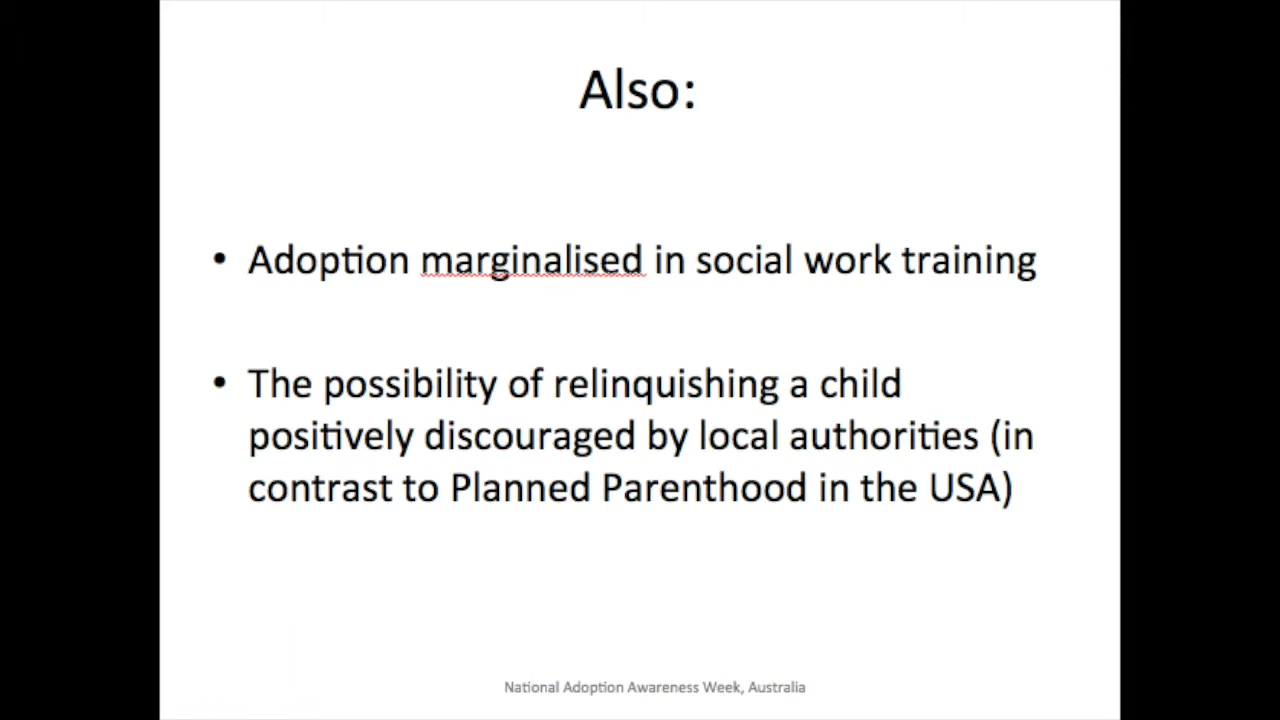 Also:
• Adoption marginalised in social work training
• The possibility of relinquishing a child
positively discouraged by local authorities (in
contrast to Planned Parenthood in the USA)
National Adoption Awareness Week, Australia